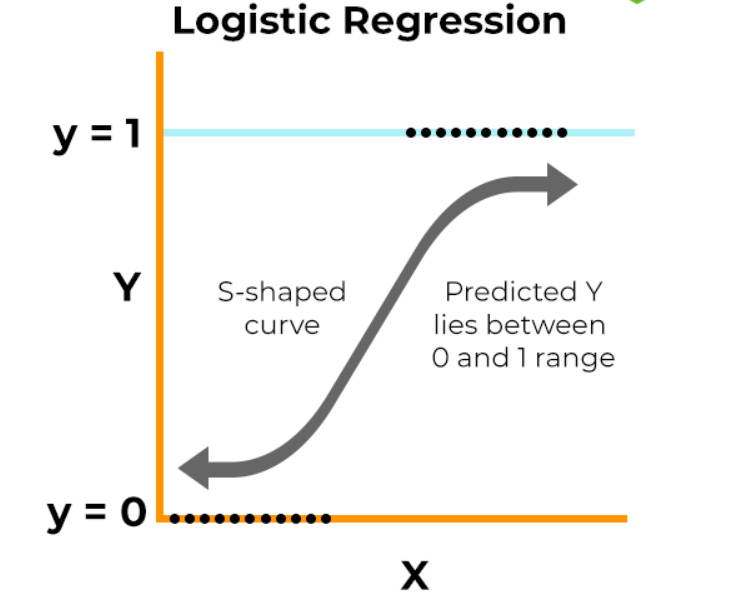 Logistic Regression
y = 1
Y
S-shaped
curve
Predicted Y
lies between
0 and 1 range
y = 0
X